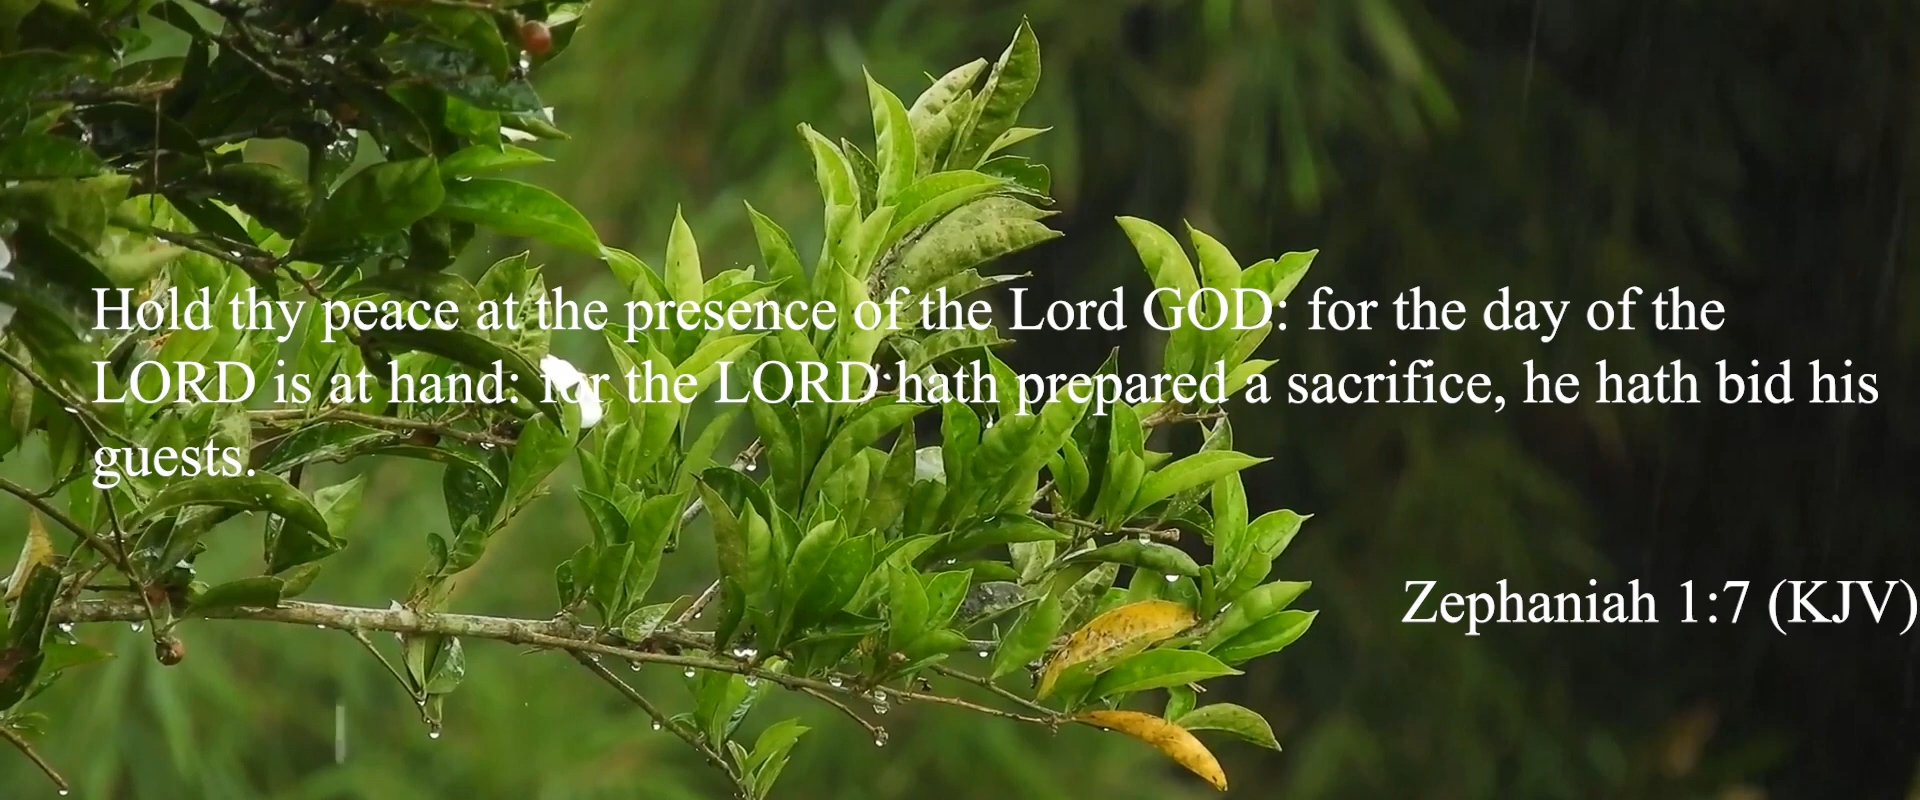 Hold thy peace at the presence of the Lord GOD: for the day of the
LORD is at hand: for the LORD hath prepared a sacrifice, he hath bid his
guests.
Zephaniah 1:7 (KJV)